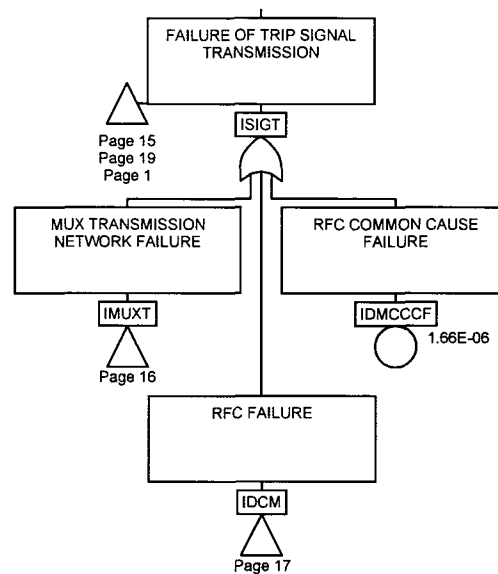 FAILURE OF TRIP SIGNAL
TRANSMISSION
ISIGT
Page 15
Page 19
Page 1
MUX TRANSMISSION
NETWORK FAILURE
IMUXT
Page 16
RFC COMMON CAUSE
FAILURE
IDMCCCF
1.66E-06
RFC FAILURE
IDCM
Page 17